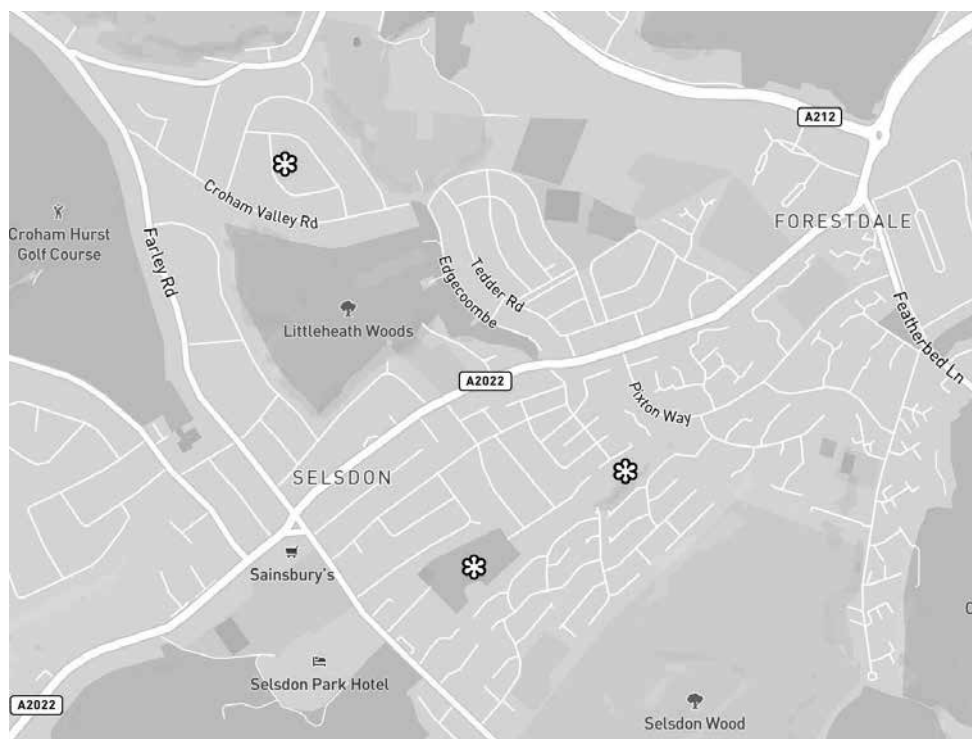 A212
Croham Valley Rd
FORESTDALE
Croham Hurst
Golf Course
Farley Rd
Tedder Rd
Edgecoombe
Littleheath Woods
Featherbed Ln
A2022
Pixton Way
SELSDON
Sainsbury's
Selsdon Park Hotel
A2022
Selsdon Wood